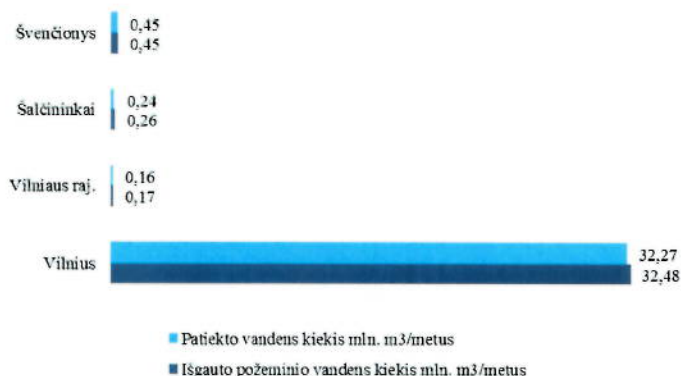 Švenčionys
0,45
0,45
Šalčininkai
0,24
0,26
Vilniaus raj.
0,16
0,17
Vilnius
32,27
32,48
Patiekto vandens kiekis mln. m3/metus
Išgauto požeminio vandens kiekis mln. m3/metus